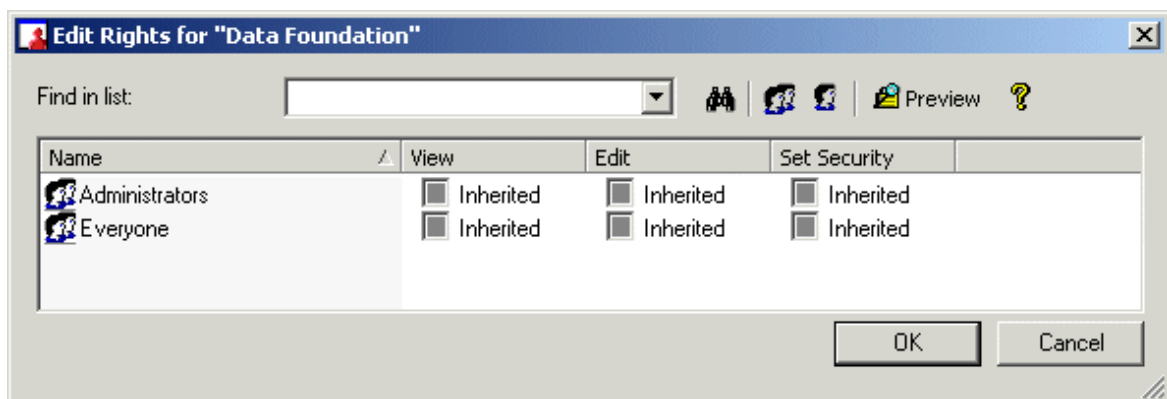 Edit Rights for "Data Foundation"
Find in list:
Preview
Name View Edit Set Security
Administrators Inherited Inherited Inherited
Everyone Inherited Inherited Inherited
OK Cancel